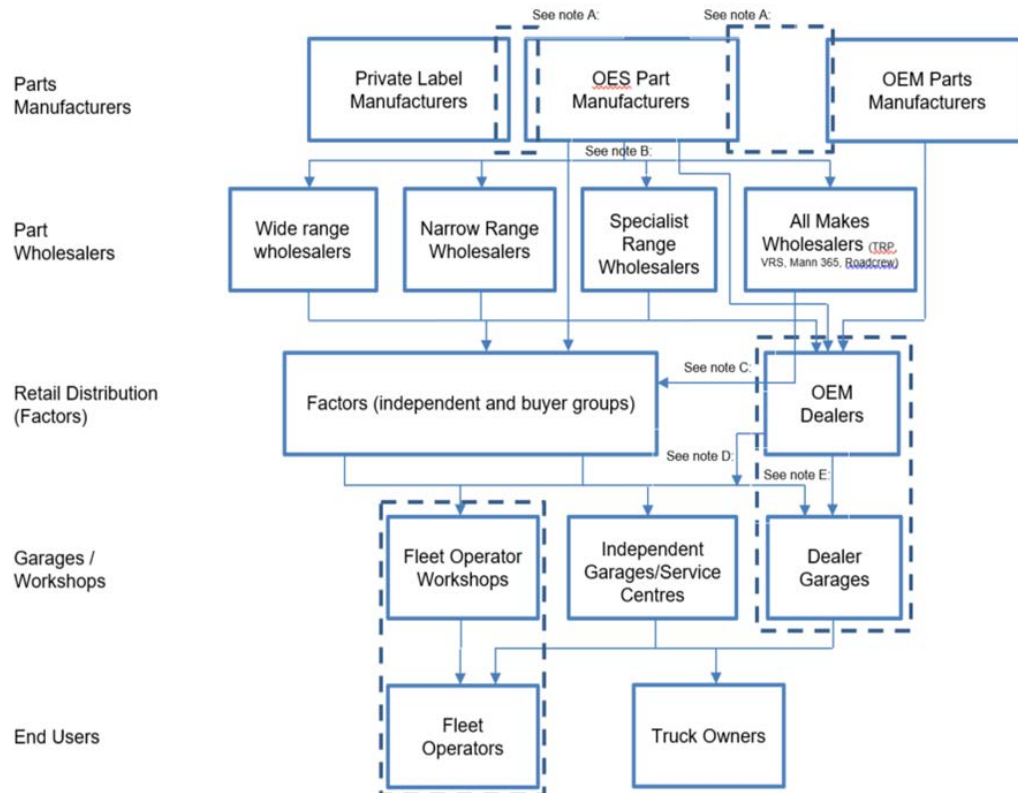 See note A:
See note A:
Parts
Manufacturers
Private Label
Manufacturers
OES Part
Manufacturers
OEM Parts
Manufacturers
See note B:
Part
Wholesalers
Wide range
wholesalers
Narrow Range
Wholesalers
Specialist
Range
Wholesalers
All Makes
Wholesalers (TRP,
VRS, Mann 365, Roadcrew)
Retail Distribution
(Factors)
Factors (independent and buyer groups)
See note C:
OEM
Dealers
See note D:
See note E:
Garages /
Workshops
Fleet Operator
Workshops
Independent
Garages/Service
Centres
Dealer
Garages
End Users
Fleet
Operators
Truck Owners